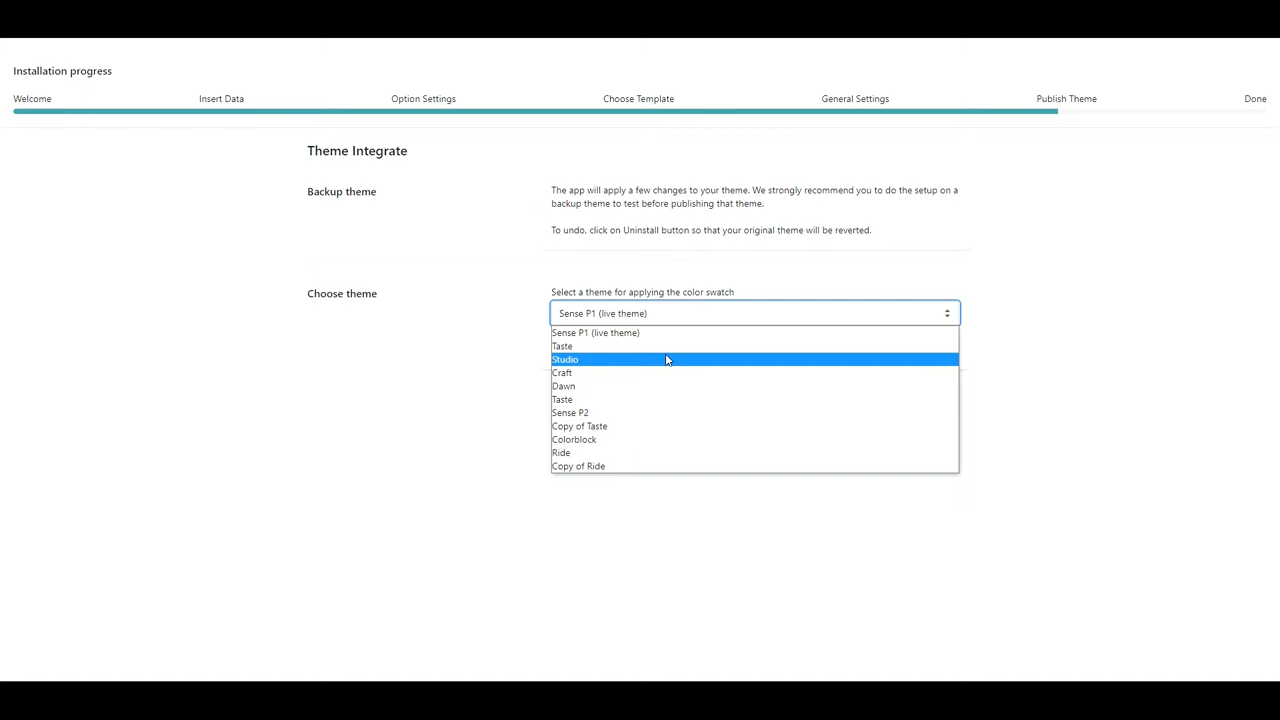 Installation progress
Welcome Insert Data Option Settings Choose Template General Settings Publish Theme Done
Theme Integrate
Backup theme
The app will apply a few changes to your theme. We strongly recommend you to do the setup on a
backup theme to test before publishing that theme.
To undo, click on Uninstall button so that your original theme will be reverted.
Choose theme
Select a theme for applying the color swatch
Sense P1 (live theme)
Sense P1 (live theme)
Taste
Studio
Craft
Dawn
Taste
Sense P2
Copy of Taste
Colorblock
Ride
Copy of Ride